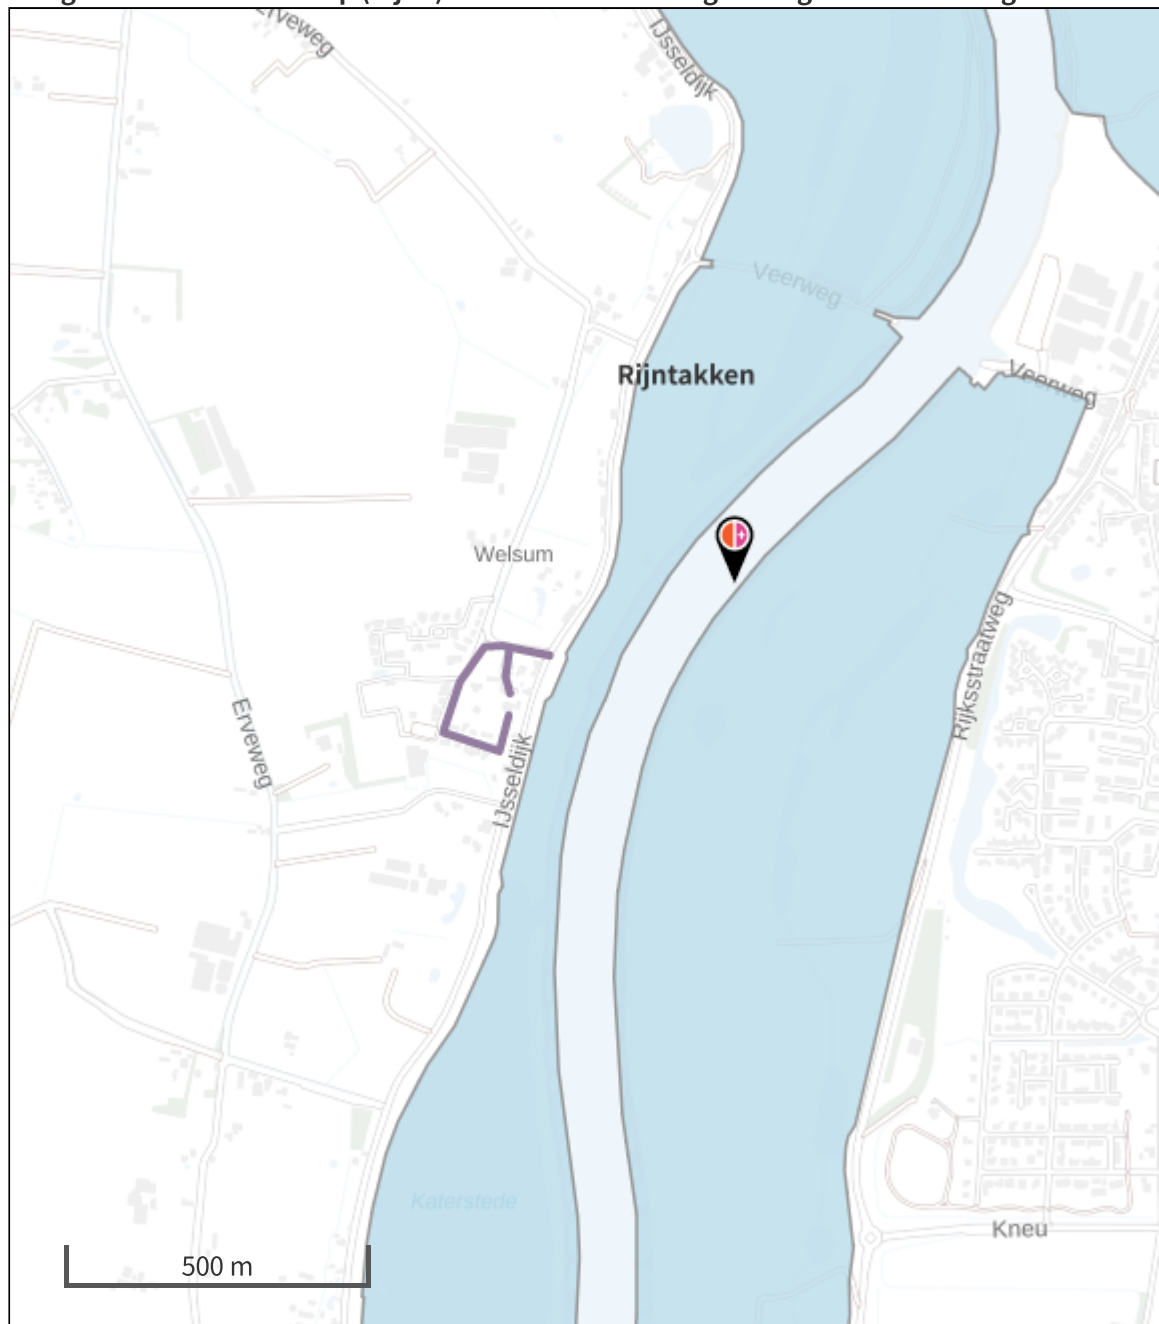 Erveweg
IJsseldijk
Veerweg
Rijntakken
Veerweg
Welsum
Rijksstraatweg
Erveweg
IJsseldijk
Katerstede
Kneu
500 m